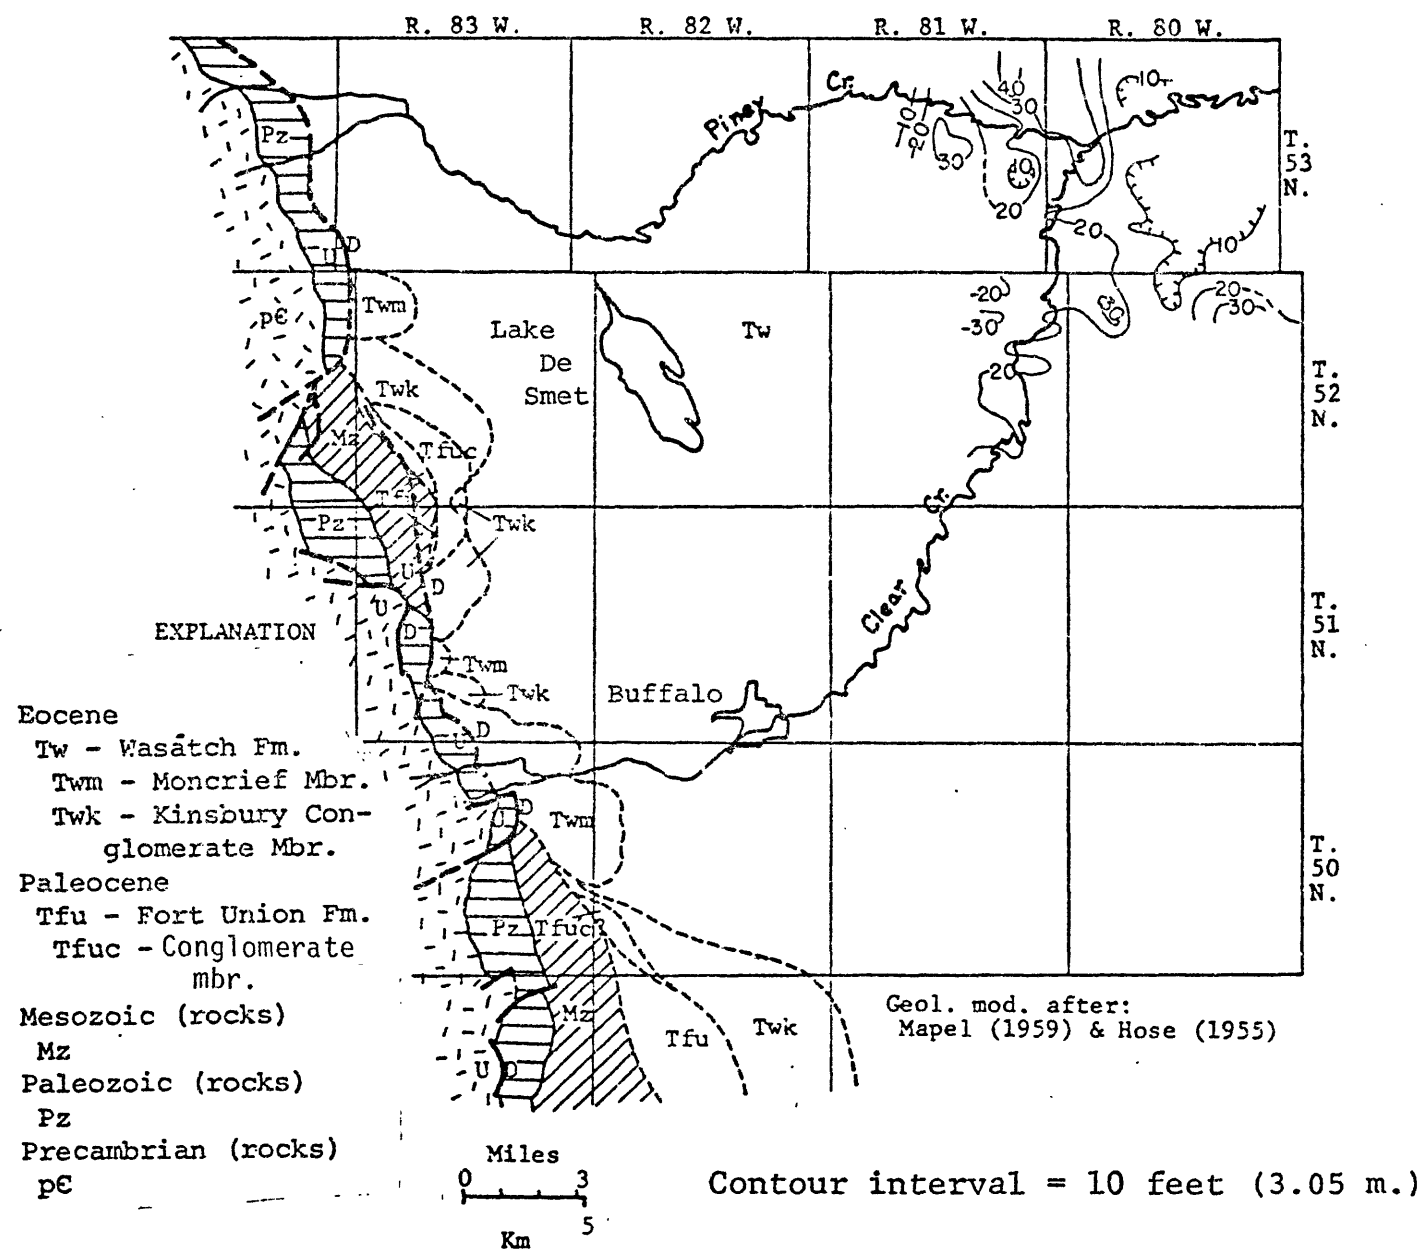 R. 83 W. R. 82 W. R. 81 W. R. 80 W.
Piney Cr.
40
30
10
20
30
10
20
10
20
10
T.
53
N.
Pz
U D
Twm
pЄ
Lake
De
Smet
Tw
-20
-30
30
20
30
20
T.
52
N.
Twk
Mz
Tfuc
Pz
Twk
Cr.
Clear
U
D
U
D
T.
51
N.
EXPLANATION
Twm
Twk
Buffalo
D
U
Eocene
Tw - Wasatch Fm.
Twm - Moncrief Mbr.
Twk - Kinsbury Con-
glomerate Mbr.
Paleocene
Tfu - Fort Union Fm.
Tfuc - Conglomerate
mbr.
Mesozoic (rocks)
Mz
Paleozoic (rocks)
Pz
Precambrian (rocks)
pЄ
U D
Twm
T.
50
N.
Pz Tfuc
Mz
Tfu
Twk
U D
Geol. mod. after:
Mapel (1959) & Hose (1955)
Miles
0 3
5
Km
Contour interval = 10 feet (3.05 m.)